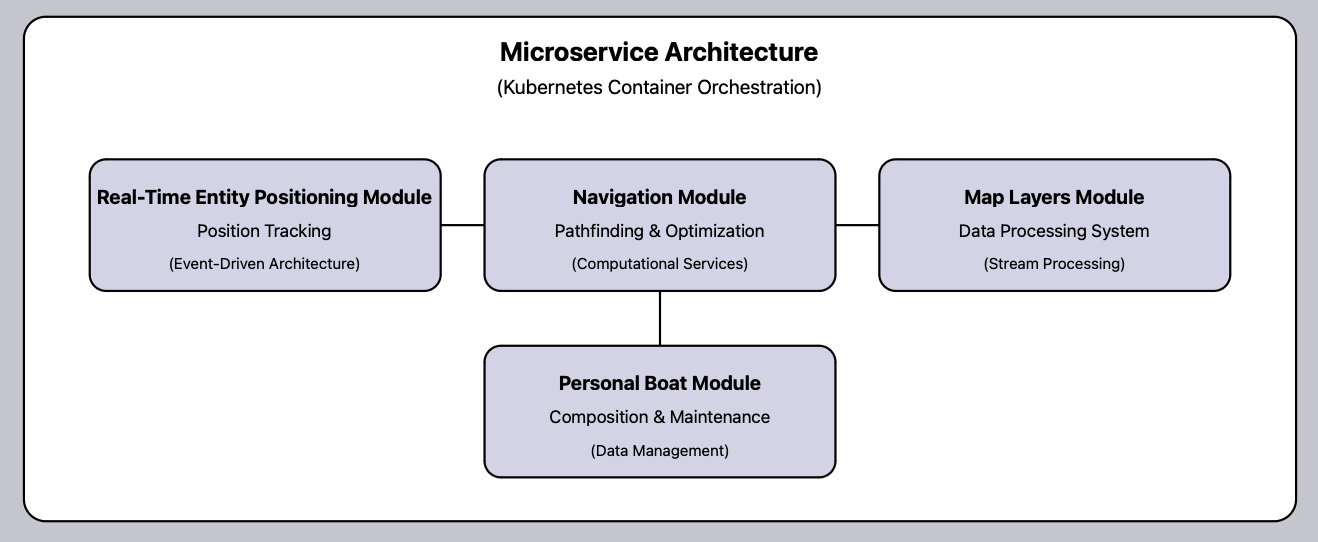 Microservice Architecture
(Kubernetes Container Orchestration)
Real-Time Entity Positioning Module
Position Tracking
(Event-Driven Architecture)
Navigation Module
Pathfinding & Optimization
(Computational Services)
Map Layers Module
Data Processing System
(Stream Processing)
Personal Boat Module
Composition & Maintenance
(Data Management)